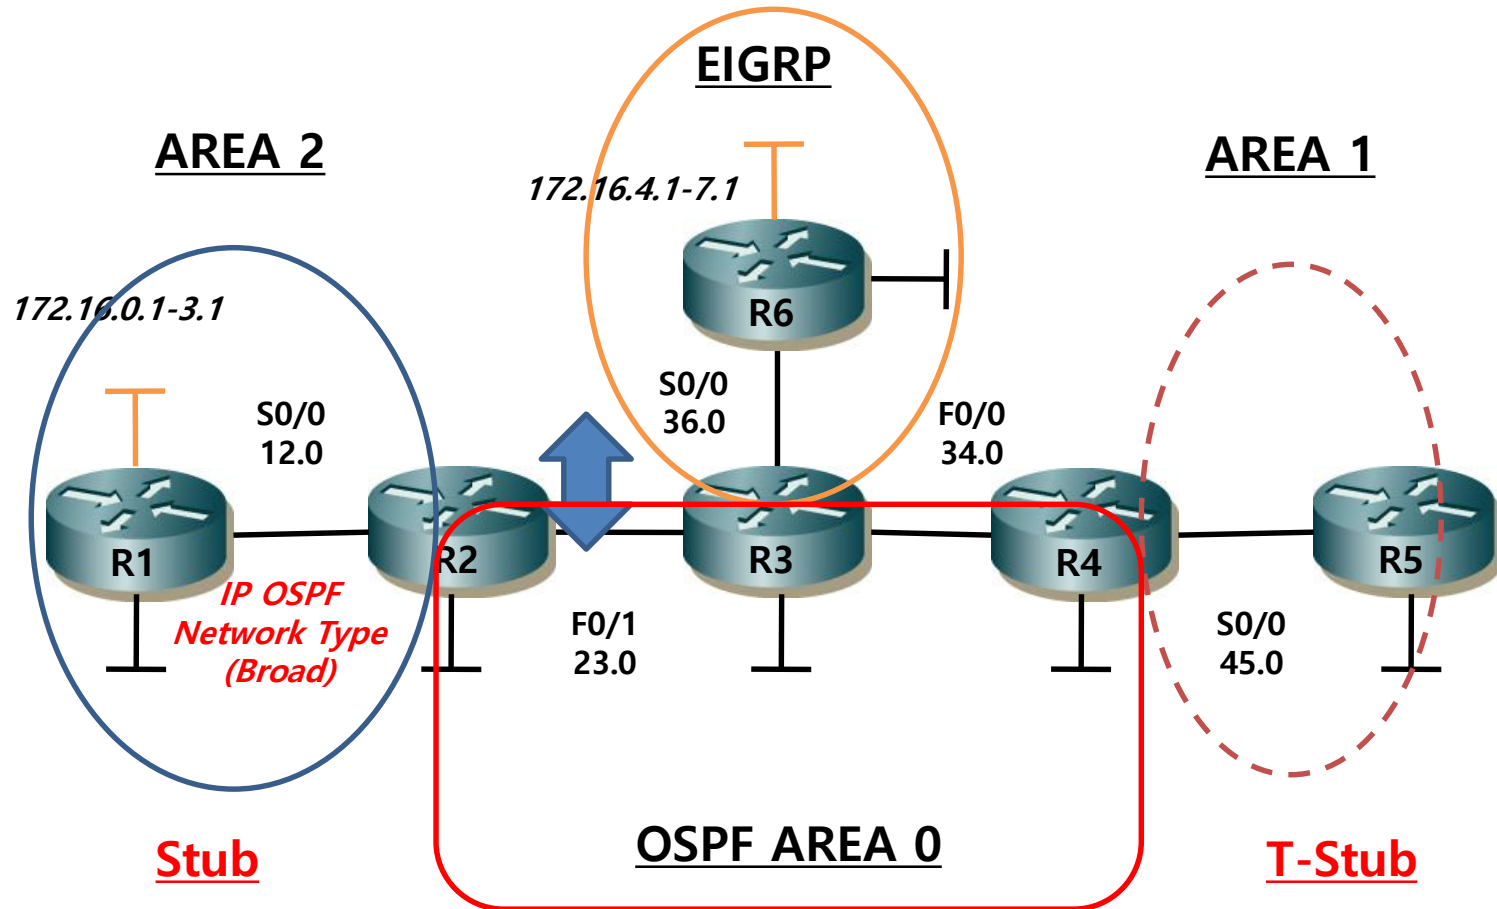 EIGRP
AREA 2
AREA 1
172.16.4.1-7.1
172.16.0.1-3.1
R6
S0/0
36.0
S0/0
12.0
F0/0
34.0
R1
R2
R3
R4
R5
IP OSPF
Network Type
(Broad)
F0/1
23.0
S0/0
45.0
Stub
OSPF AREA 0
T-Stub